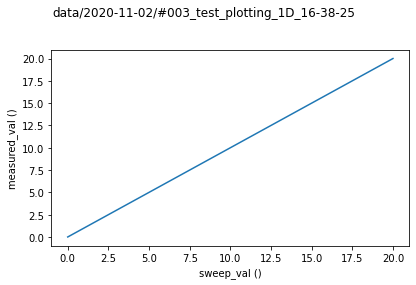 data/2020-11-02/#003_test_plotting_1D_16-38-25
20.0
17.5
15.0
12.5
10.0
7.5
5.0
2.5
0.0
measured_val ()
0.0 2.5 5.0 7.5 10.0 12.5 15.0 17.5 20.0
sweep_val ()